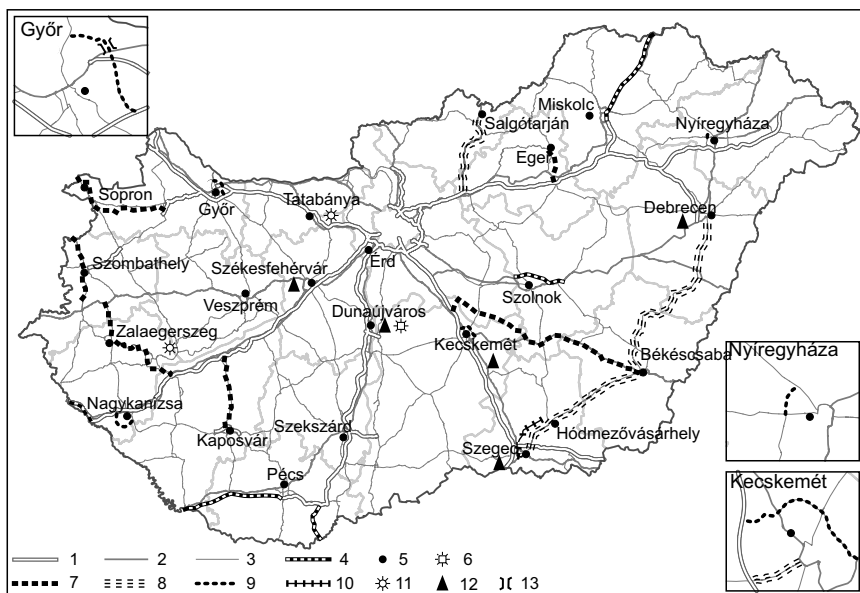 Győr
Miskolc
Salgótarján
Nyíregyháza
Eger
Sopron
Győr
Tatabánya
Debrecen
Szombathely
Székesfehérvár
Érd
Veszprém
Szolnok
Dunaújváros
Zalaegerszeg
Kecskemét
Békéscsaba
Nyíregyháza
Nagykanizsa
Kaposvár
Szekszárd
Hódmezővásárhely
Szeged
Pécs
Kecskemét
1 2 3 4 5 6
7 8 9 10 11 12 13